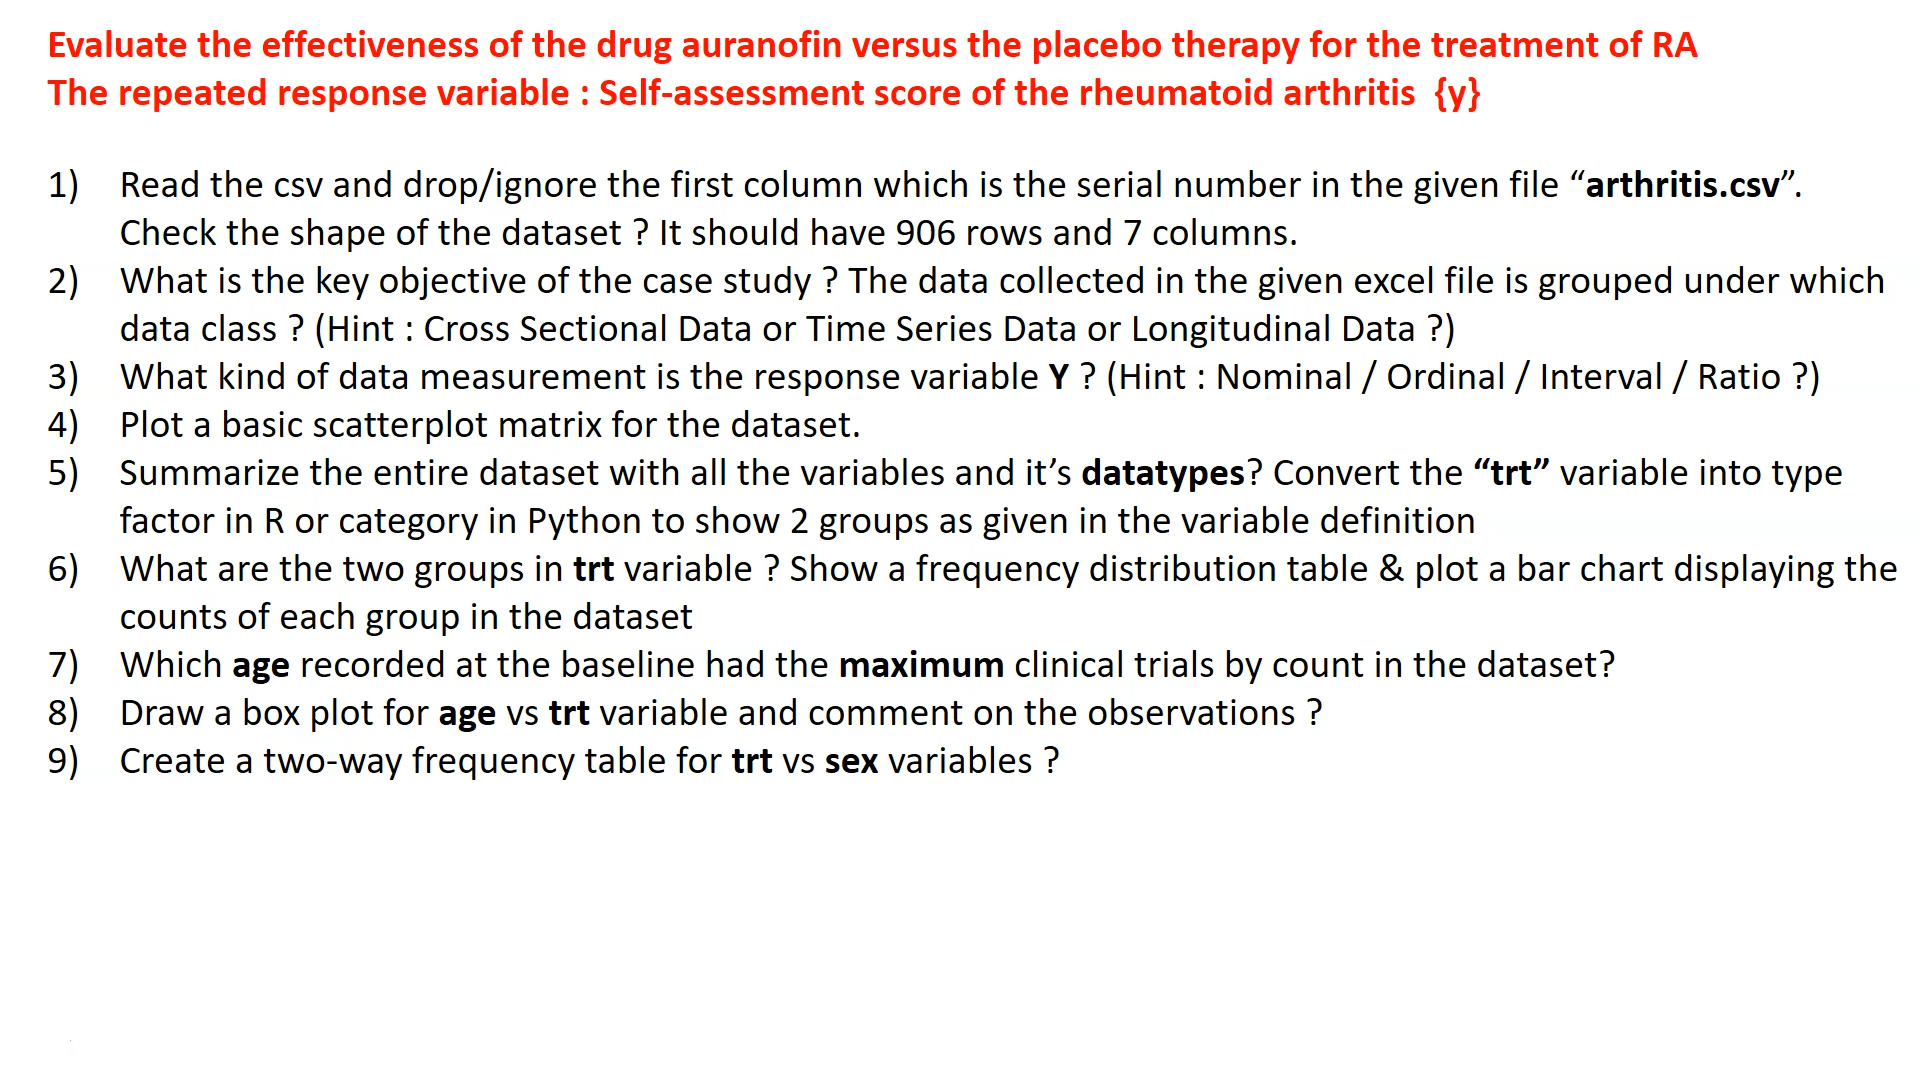 Evaluate the effectiveness of the drug auranofin versus the placebo therapy for the treatment of RA
The repeated response variable : Self-assessment score of the rheumatoid arthritis {y}
1) Read the csv and drop/ignore the first column which is the serial number in the given file “arthritis.csv”.
Check the shape of the dataset ? It should have 906 rows and 7 columns.
2) What is the key objective of the case study ? The data collected in the given excel file is grouped under which
data class ? (Hint : Cross Sectional Data or Time Series Data or Longitudinal Data ?)
3) What kind of data measurement is the response variable Y ? (Hint : Nominal / Ordinal / Interval / Ratio ?)
4) Plot a basic scatterplot matrix for the dataset.
5) Summarize the entire dataset with all the variables and it’s datatypes? Convert the “trt” variable into type
factor in R or category in Python to show 2 groups as given in the variable definition
6) What are the two groups in trt variable ? Show a frequency distribution table & plot a bar chart displaying the
counts of each group in the dataset
7) Which age recorded at the baseline had the maximum clinical trials by count in the dataset?
8) Draw a box plot for age vs trt variable and comment on the observations ?
9) Create a two-way frequency table for trt vs sex variables ?